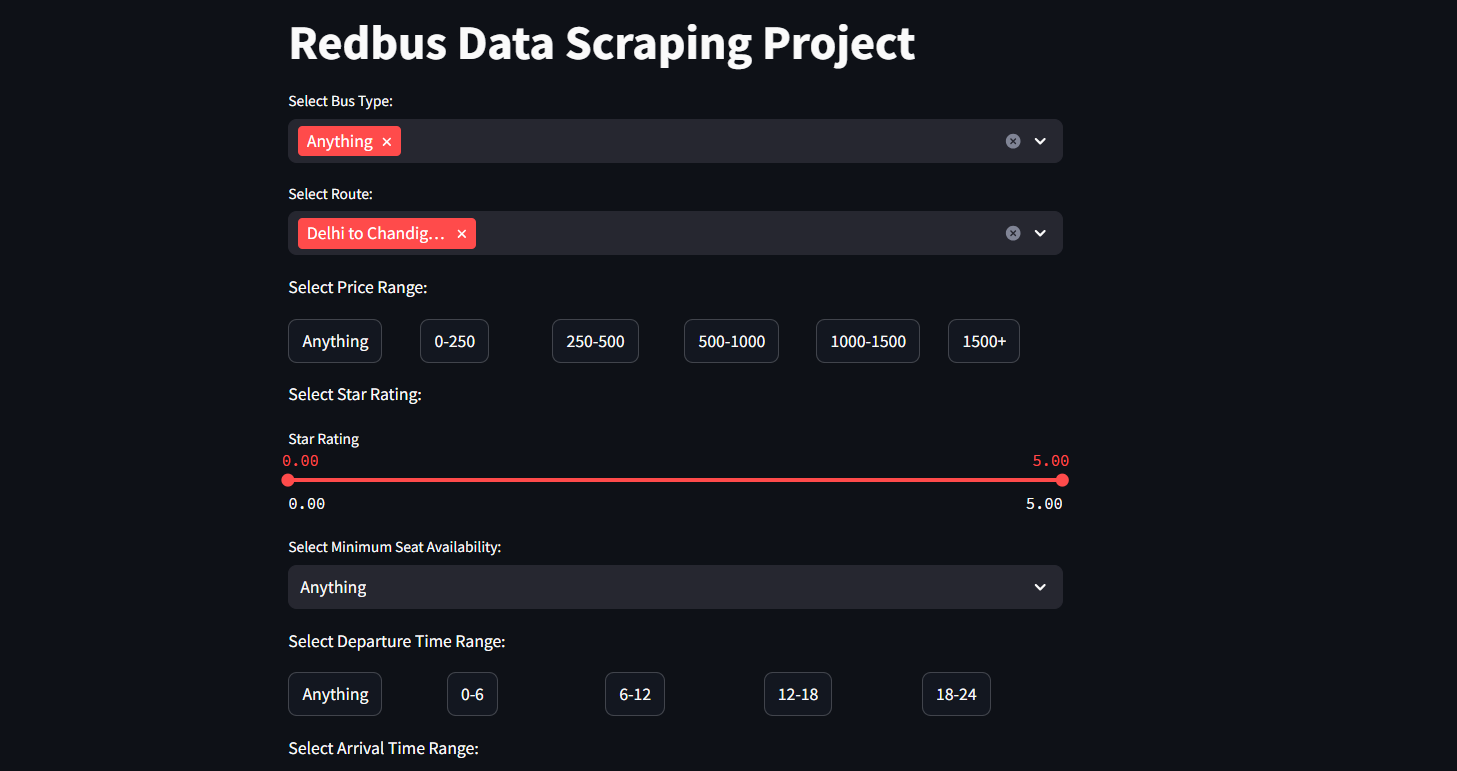 Redbus Data Scraping Project
Select Bus Type:
Anything
Select Route:
Delhi to Chandig...
Select Price Range:
Anything 0-250 250-500 500-1000 1000-1500 1500+
Select Star Rating:
Star Rating
0.00 5.00
0.00 5.00
Select Minimum Seat Availability:
Anything
Select Departure Time Range:
Anything 0-6 6-12 12-18 18-24
Select Arrival Time Range: